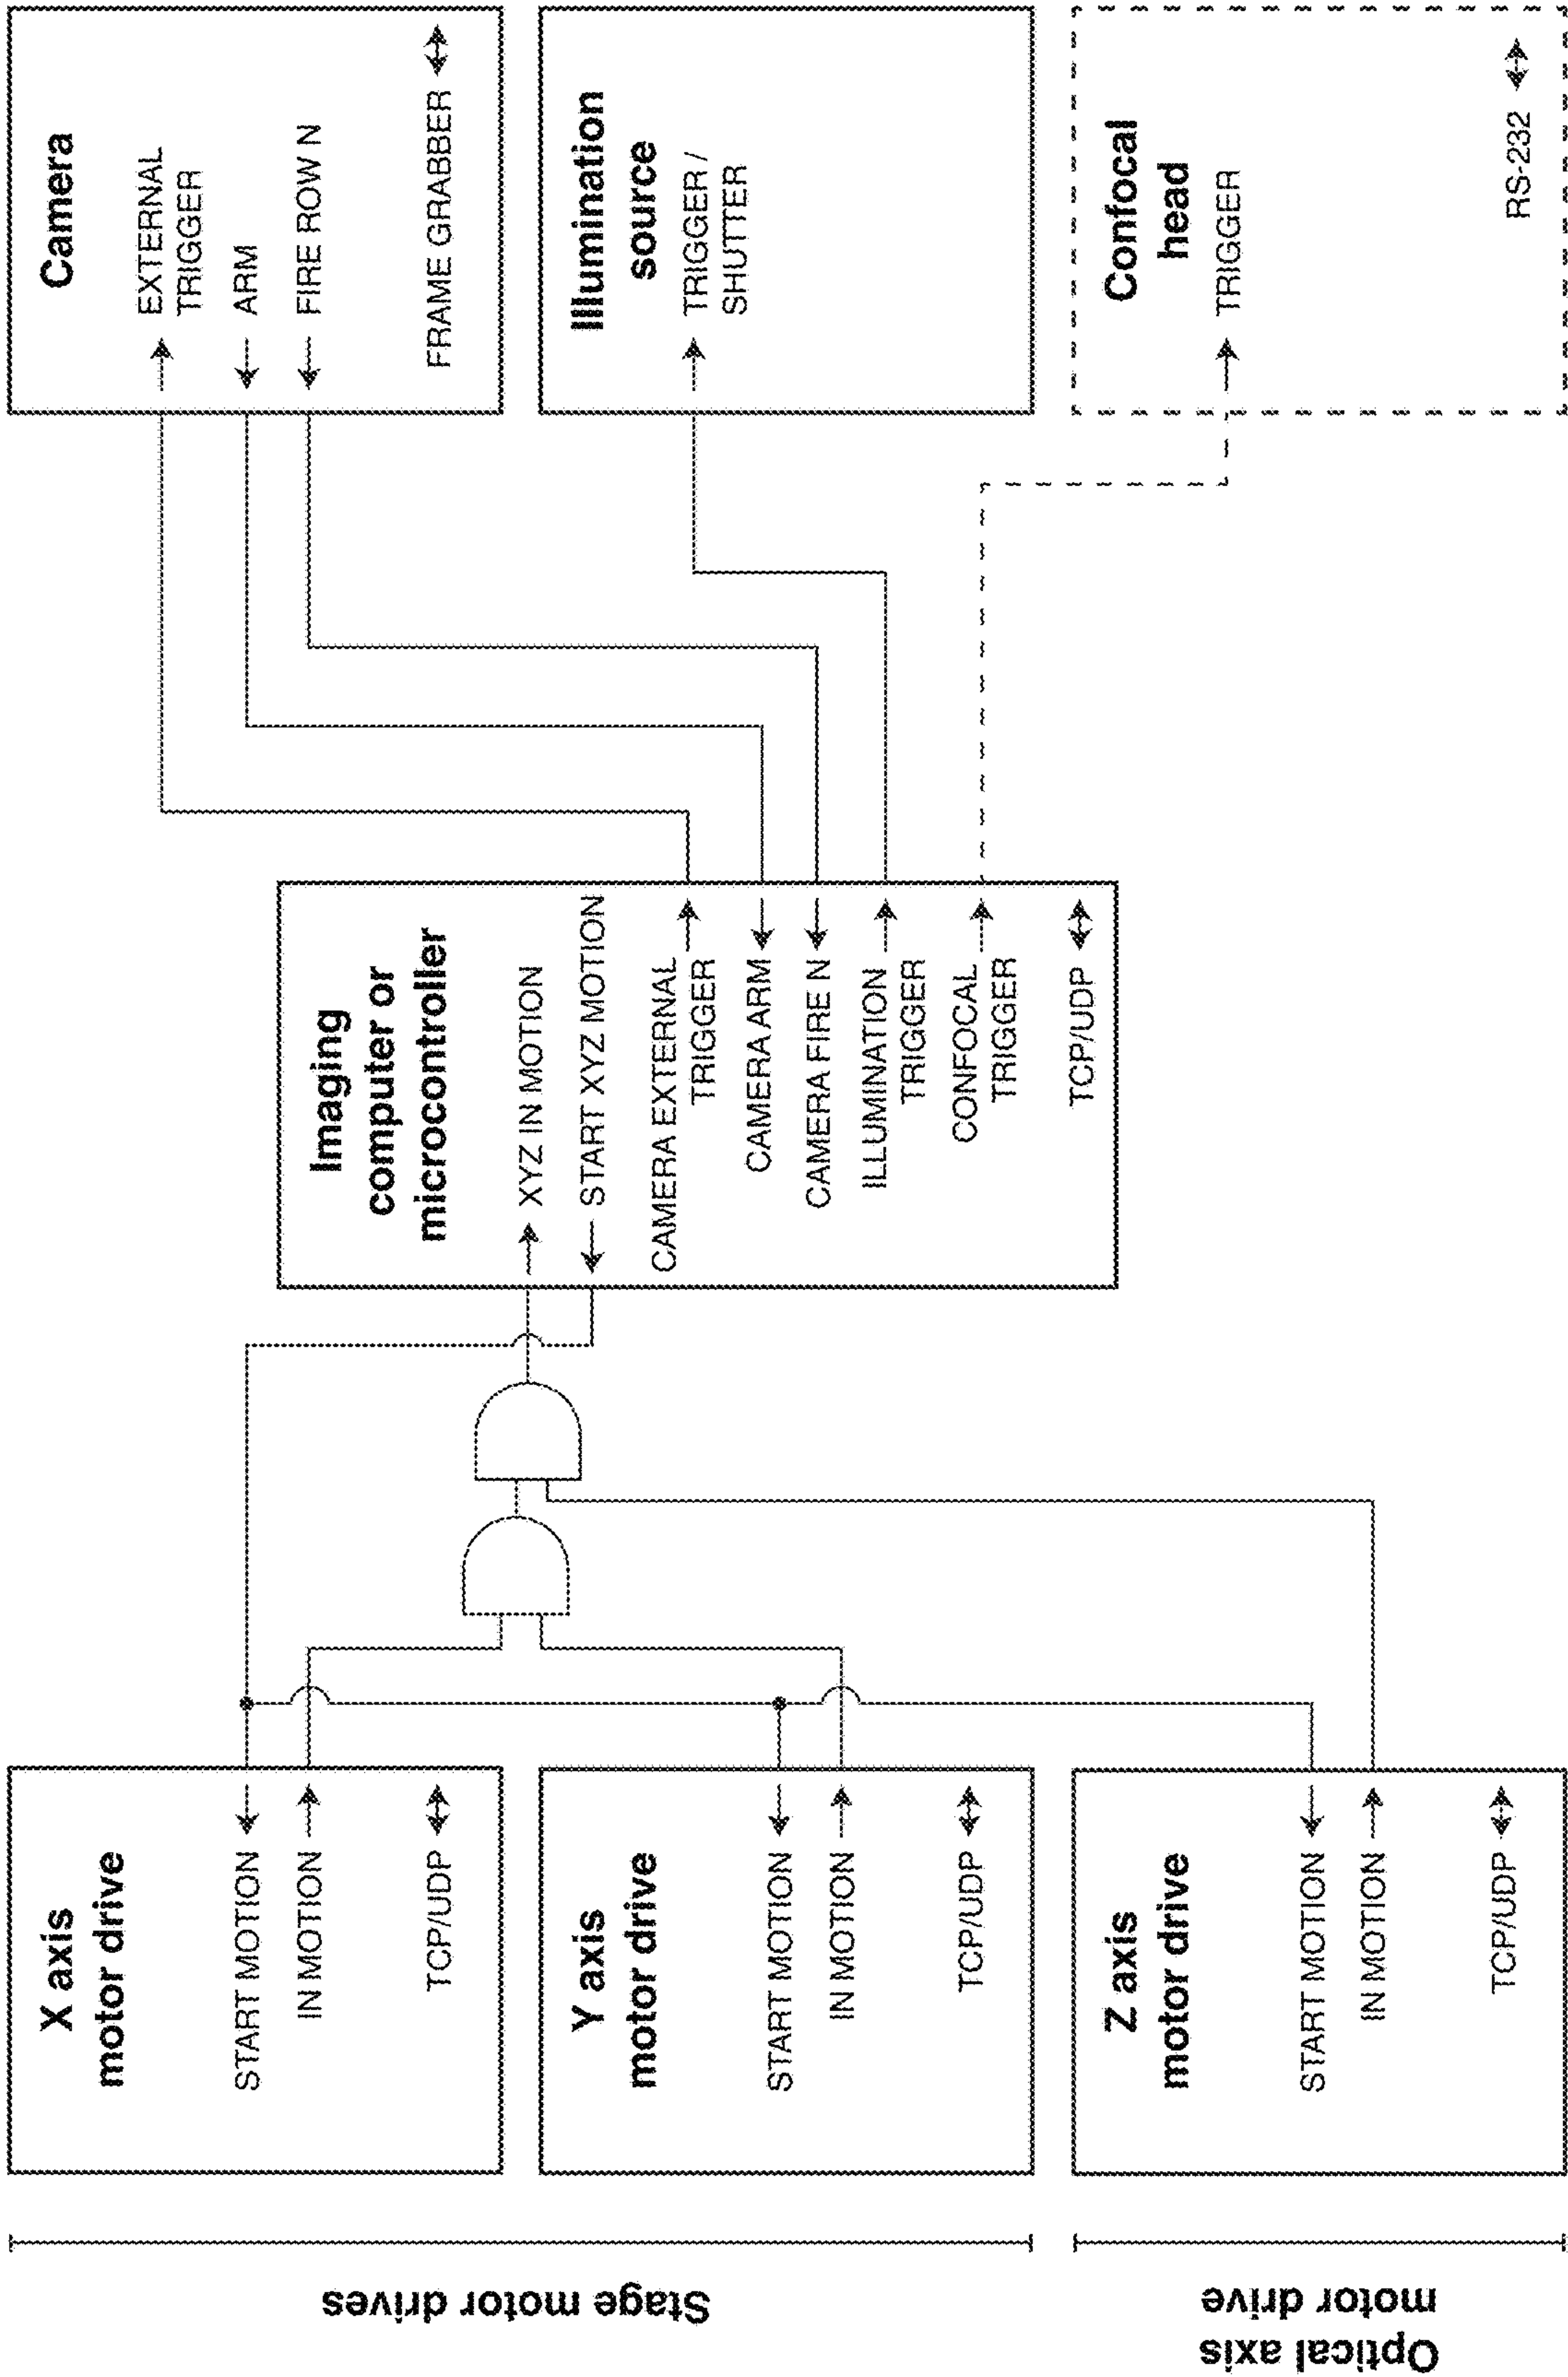 Stage motor drives
Optical axis
motor drive
X axis
motor drive
START MOTION
IN MOTION
TCP/UDP
Y axis
motor drive
START MOTION
IN MOTION
TCP/UDP
Z axis
motor drive
START MOTION
IN MOTION
TCP/UDP
Imaging
computer or
microcontroller
XYZ IN MOTION
START XYZ MOTION
CAMERA EXTERNAL
TRIGGER
CAMERA ARM
CAMERA FIRE N
ILLUMINATION
TRIGGER
CONFOCAL
TRIGGER
TCP/UDP
Camera
EXTERNAL
TRIGGER
ARM
FIRE ROW N
FRAME GRABBER
Illumination
source
TRIGGER /
SHUTTER
Confocal
head
TRIGGER
RS-232